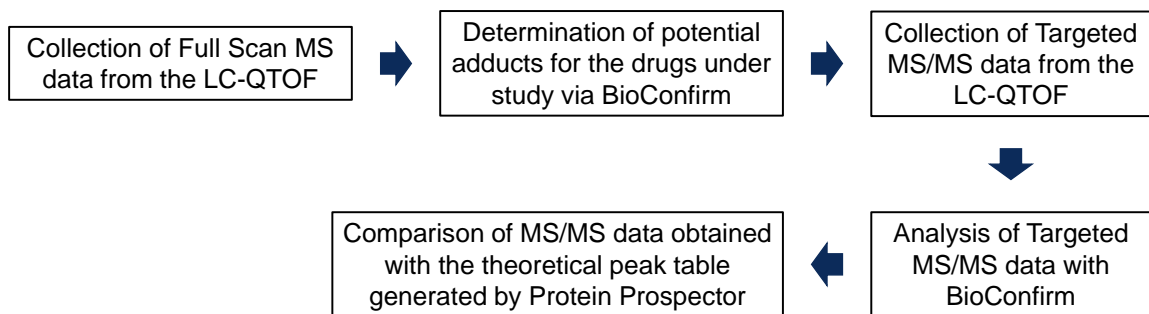 Collection of Full Scan MS
data from the LC-QTOF
Determination of potential
adducts for the drugs under
study via BioConfirm
Collection of Targeted
MS/MS data from the
LC-QTOF
Analysis of Targeted
MS/MS data with
BioConfirm
Comparison of MS/MS data obtained
with the theoretical peak table
generated by Protein Prospector